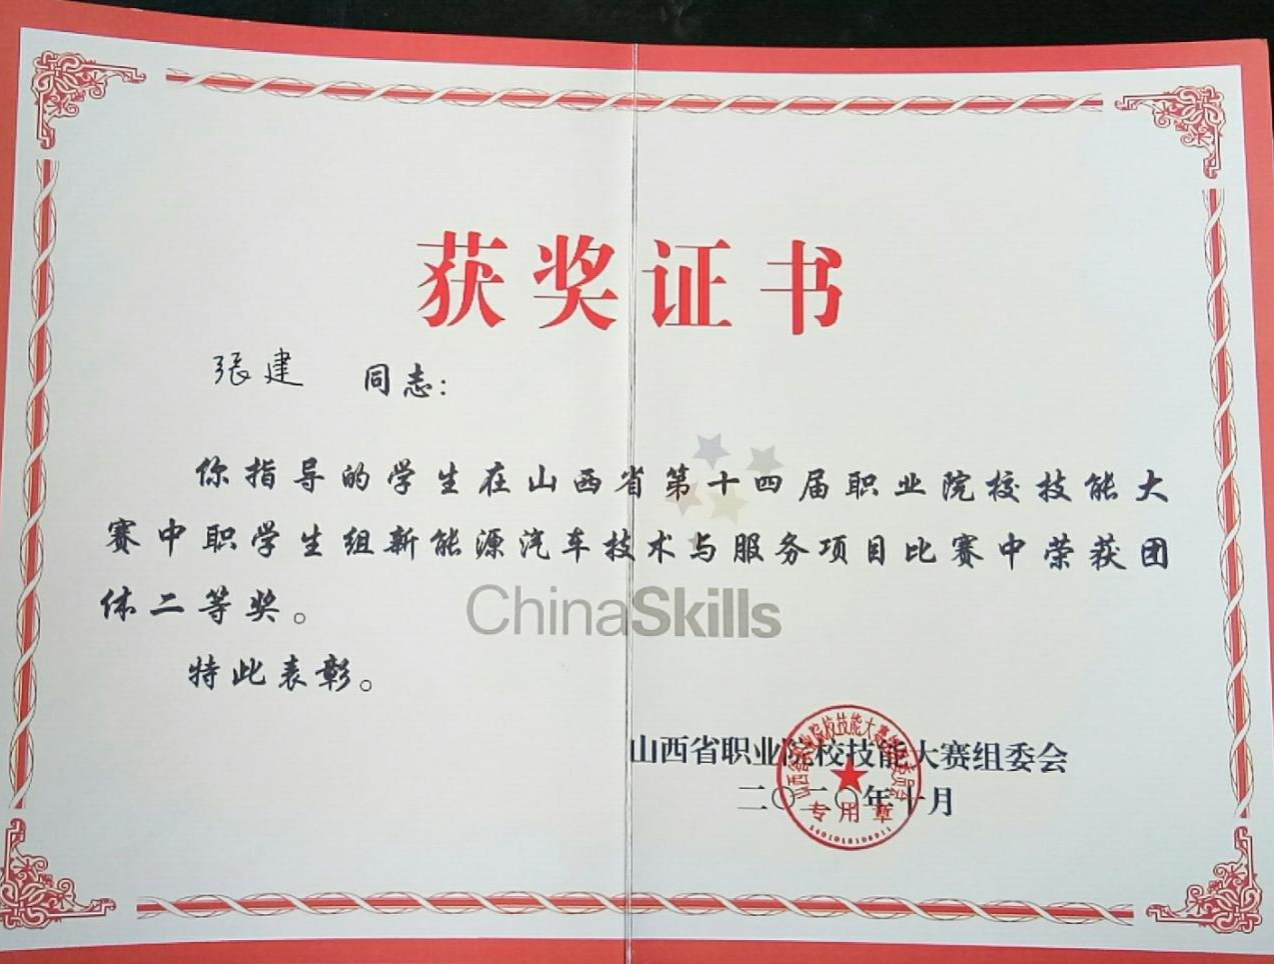 获奖证书
张建 同志：
你指导的学生在山西省第十四届职业院校技能大
赛中职学生组新能源汽车技术与服务项目比赛中荣获团
体二等奖。
ChinaSkills
特此表彰。
山西省职业院校技能大赛组委会
二〇二〇年十月
专用章